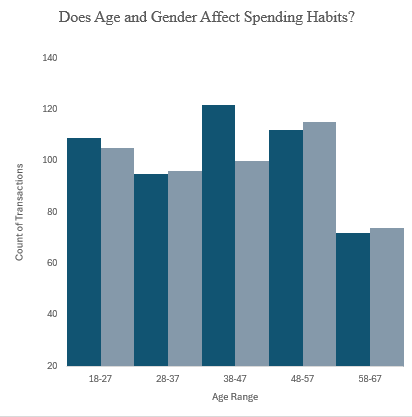 Does Age and Gender Affect Spending Habits?
140
120
100
80
60
40
20
Count of Transactions
18-27 28-37 38-47 48-57 58-67
Age Range